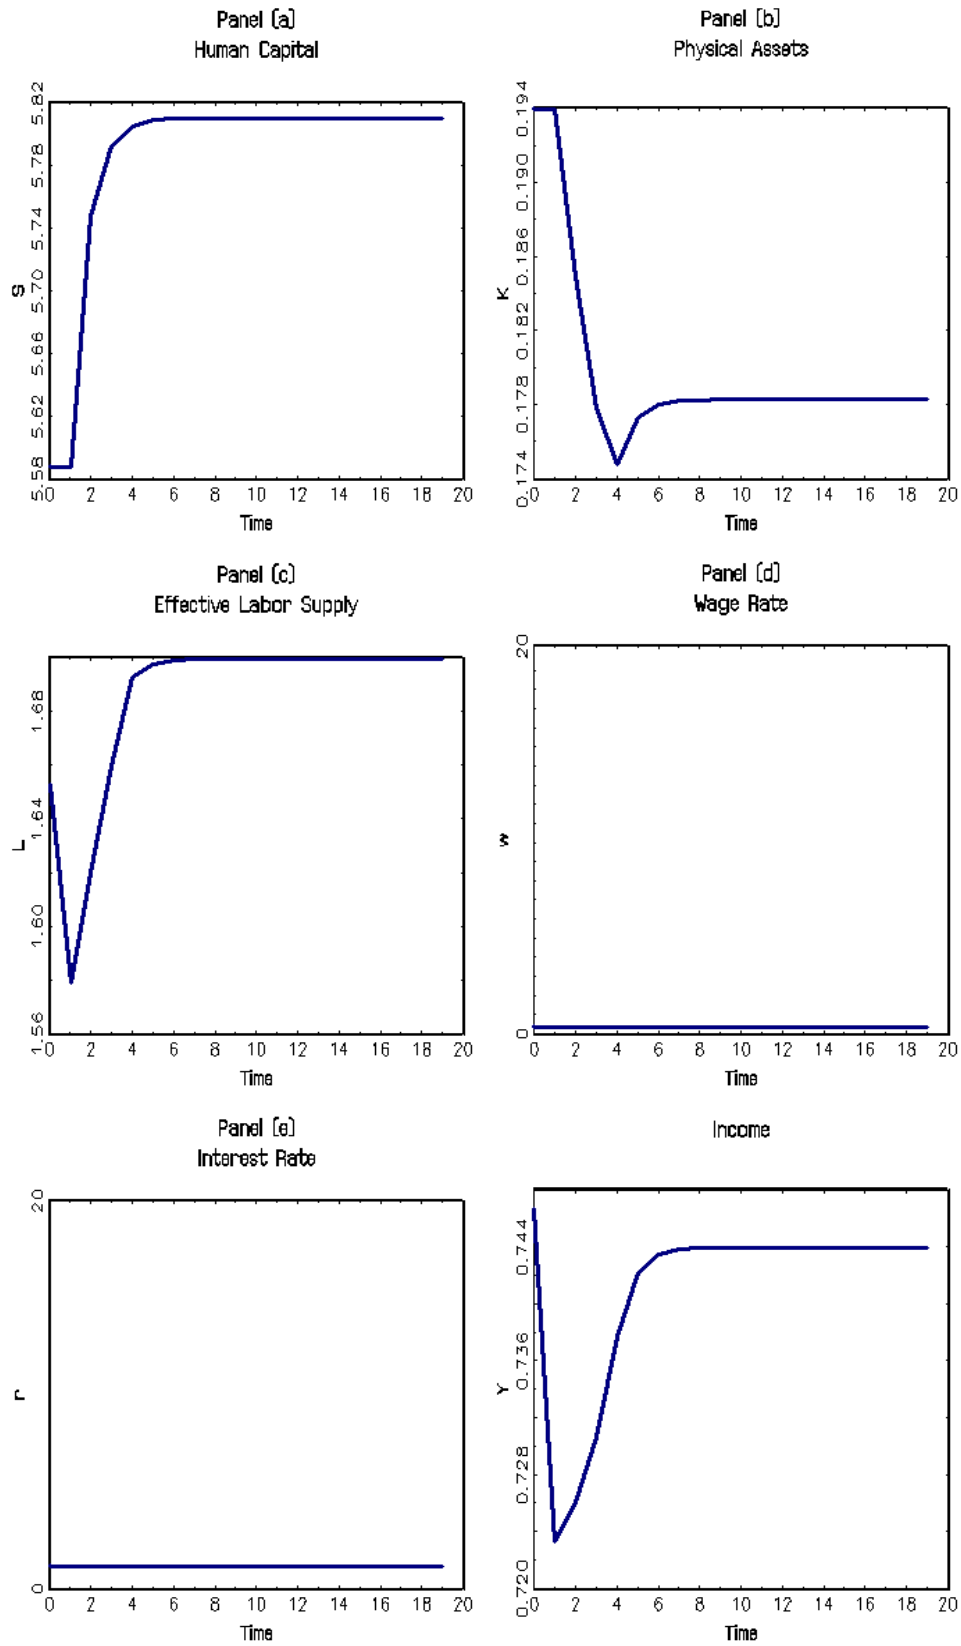 Panel (a)
Human Capital
5.82
5.78
5.74
5.70
5.66
5.62
5.58
S
0 2 4 6 8 10 12 14 16 18 20
Time
Panel (b)
Physical Assets
0.194
0.190
0.186
0.182
0.178
0.174
K
0 2 4 6 8 10 12 14 16 18 20
Time
Panel (c)
Effective Labor Supply
1.68
1.64
1.60
1.56
L
0 2 4 6 8 10 12 14 16 18 20
Time
Panel (d)
Wage Rate
20
0
w
0 2 4 6 8 10 12 14 16 18 20
Time
Panel (e)
Interest Rate
20
0
r
0 2 4 6 8 10 12 14 16 18 20
Time
Income
0.744
0.736
0.728
0.720
Y
0 2 4 6 8 10 12 14 16 18 20
Time